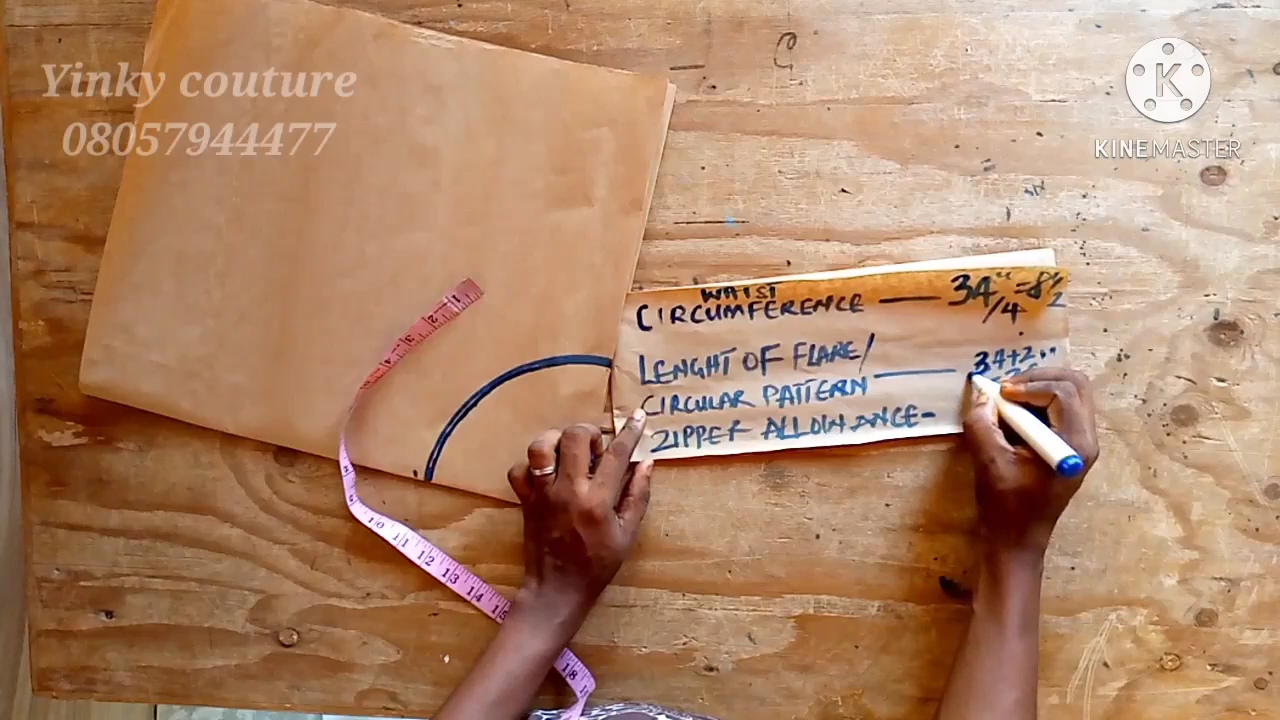 Yinky couture
08057944477
K
KINEMASTER
WAIST
CIRCUMFERENCE — 34"/4 = 8½
LENGHT OF FLARE/ — 34+2"
CIRCULAR PATTERN
ZIPPER ALLOWANCE-